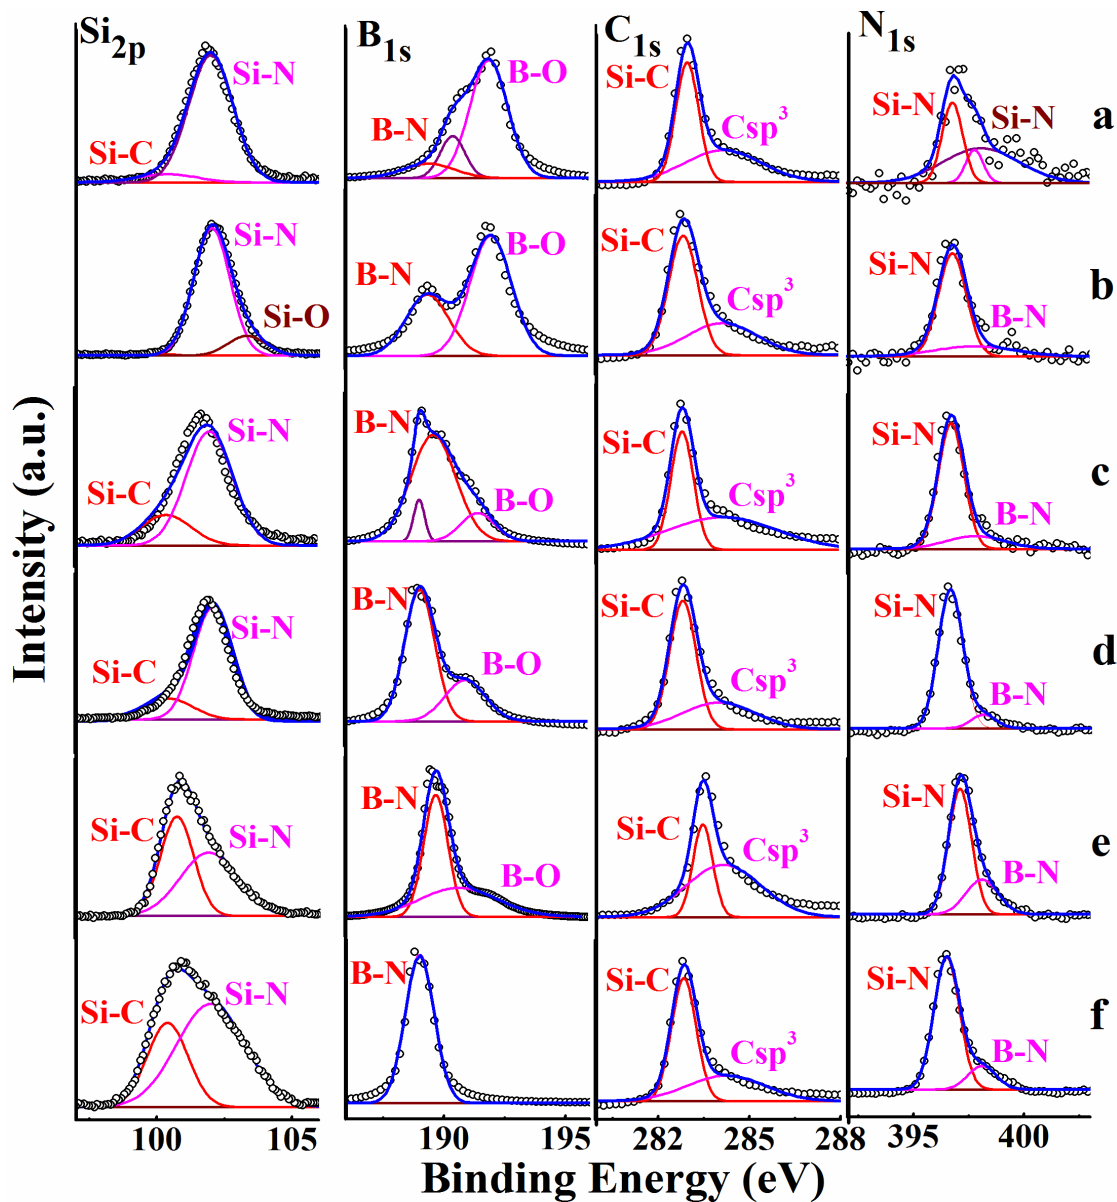 Si2p B1s C1s N1s
Si-N B-O Si-C Si-N a
Si-C B-N Csp3 Si-N
Si-N B-O Si-C Si-N b
Si-O B-N Csp3 B-N
Si-N B-N Si-C Si-N c
Si-C B-O Csp3 B-N
Si-N B-N Si-C Si-N d
Si-C B-O Csp3 B-N
Si-C B-N Si-C Si-N e
Si-N B-O Csp3 B-N
Si-N B-N Si-C Si-N f
Si-C Csp3 B-N
100 105 190 195 282 285 288 395 400
Intensity (a.u.)
Binding Energy (eV)